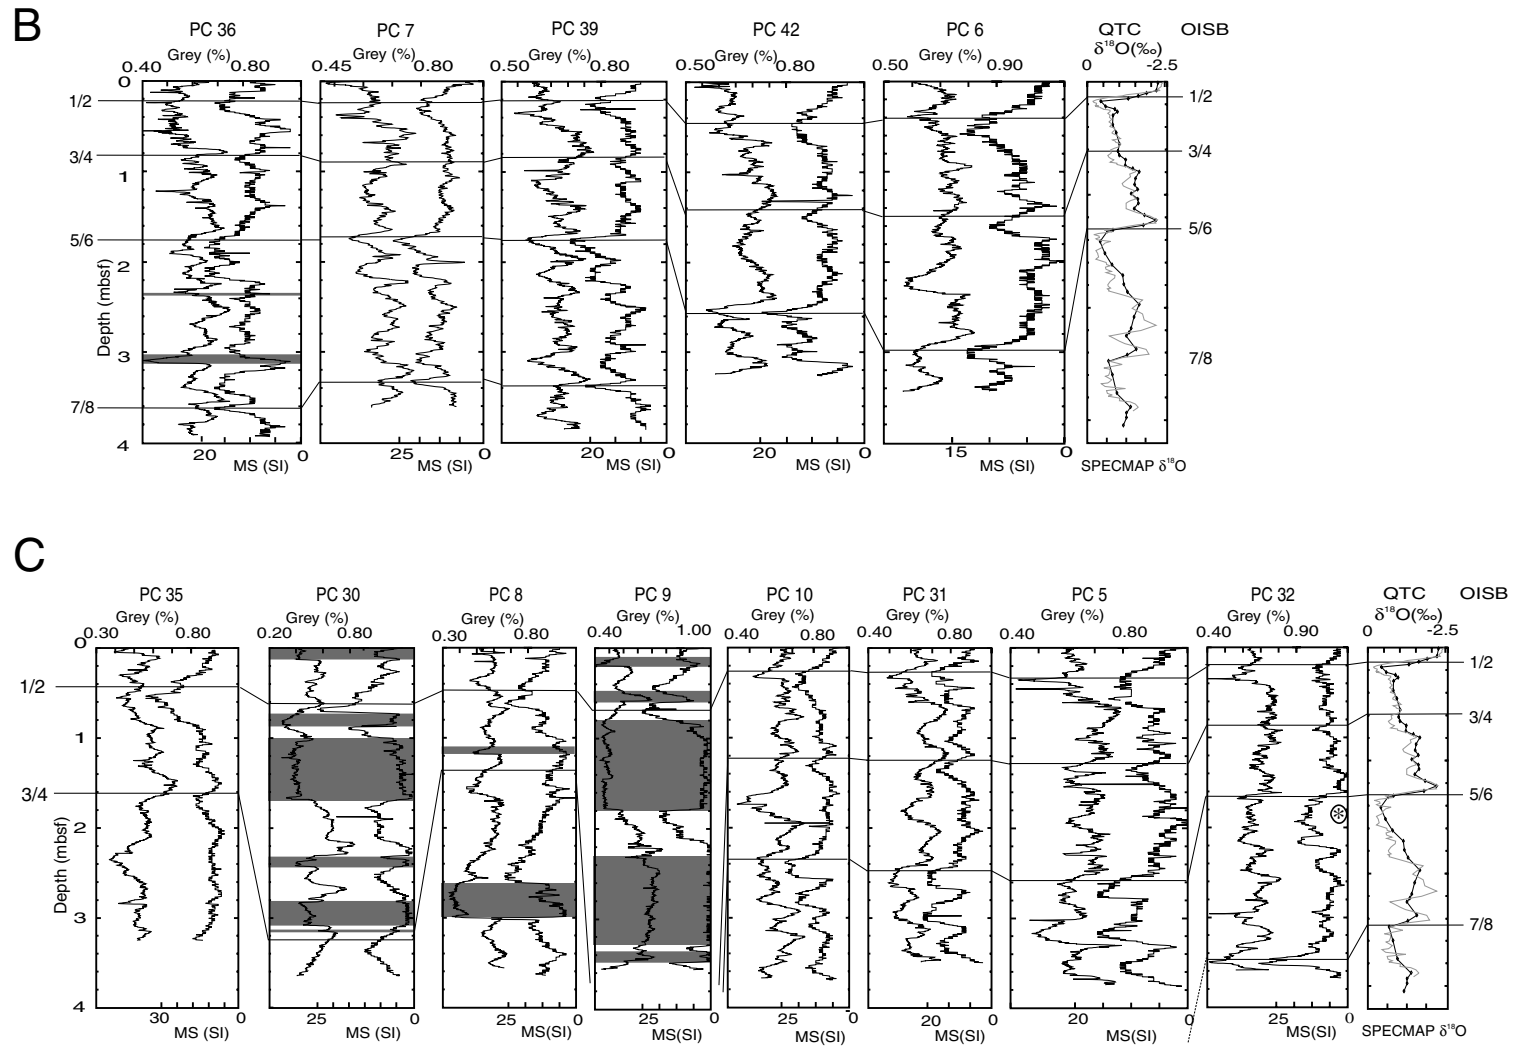 B
PC 36 PC 7 PC 39 PC 42 PC 6 QTC OISB
Grey (%) Grey (%) Grey (%) Grey (%) Grey (%) δ¹⁸O(‰)
0.40 0.80 0.45 0.80 0.50 0.80 0.50 0.80 0.50 0.90 0 -2.5
0
1/2 1/2
3/4 3/4
1
5/6 5/6
2
Depth (mbsf)
3 7/8
7/8
4
20 0 25 0 20 0 20 0 15 0
MS (SI) MS (SI) MS (SI) MS (SI) MS (SI) SPECMAP δ¹⁸O
C
PC 35 PC 30 PC 8 PC 9 PC 10 PC 31 PC 5 PC 32 QTC OISB
Grey (%) Grey (%) Grey (%) Grey (%) Grey (%) Grey (%) Grey (%) Grey (%) δ¹⁸O(‰)
0.30 0.80 0.20 0.80 0.30 0.80 0.40 1.00 0.40 0.80 0.40 0.80 0.40 0.80 0.40 0.90 0 -2.5
0
1/2 1/2
3/4
1
3/4 5/6
2 *
Depth (mbsf)
3 7/8
4
30 0 25 0 25 0 25 0 25 0 20 0 20 0 25 0
MS (SI) MS (SI) MS (SI) MS(SI) MS(SI) MS(SI) MS(SI) MS(SI) SPECMAP δ¹⁸O